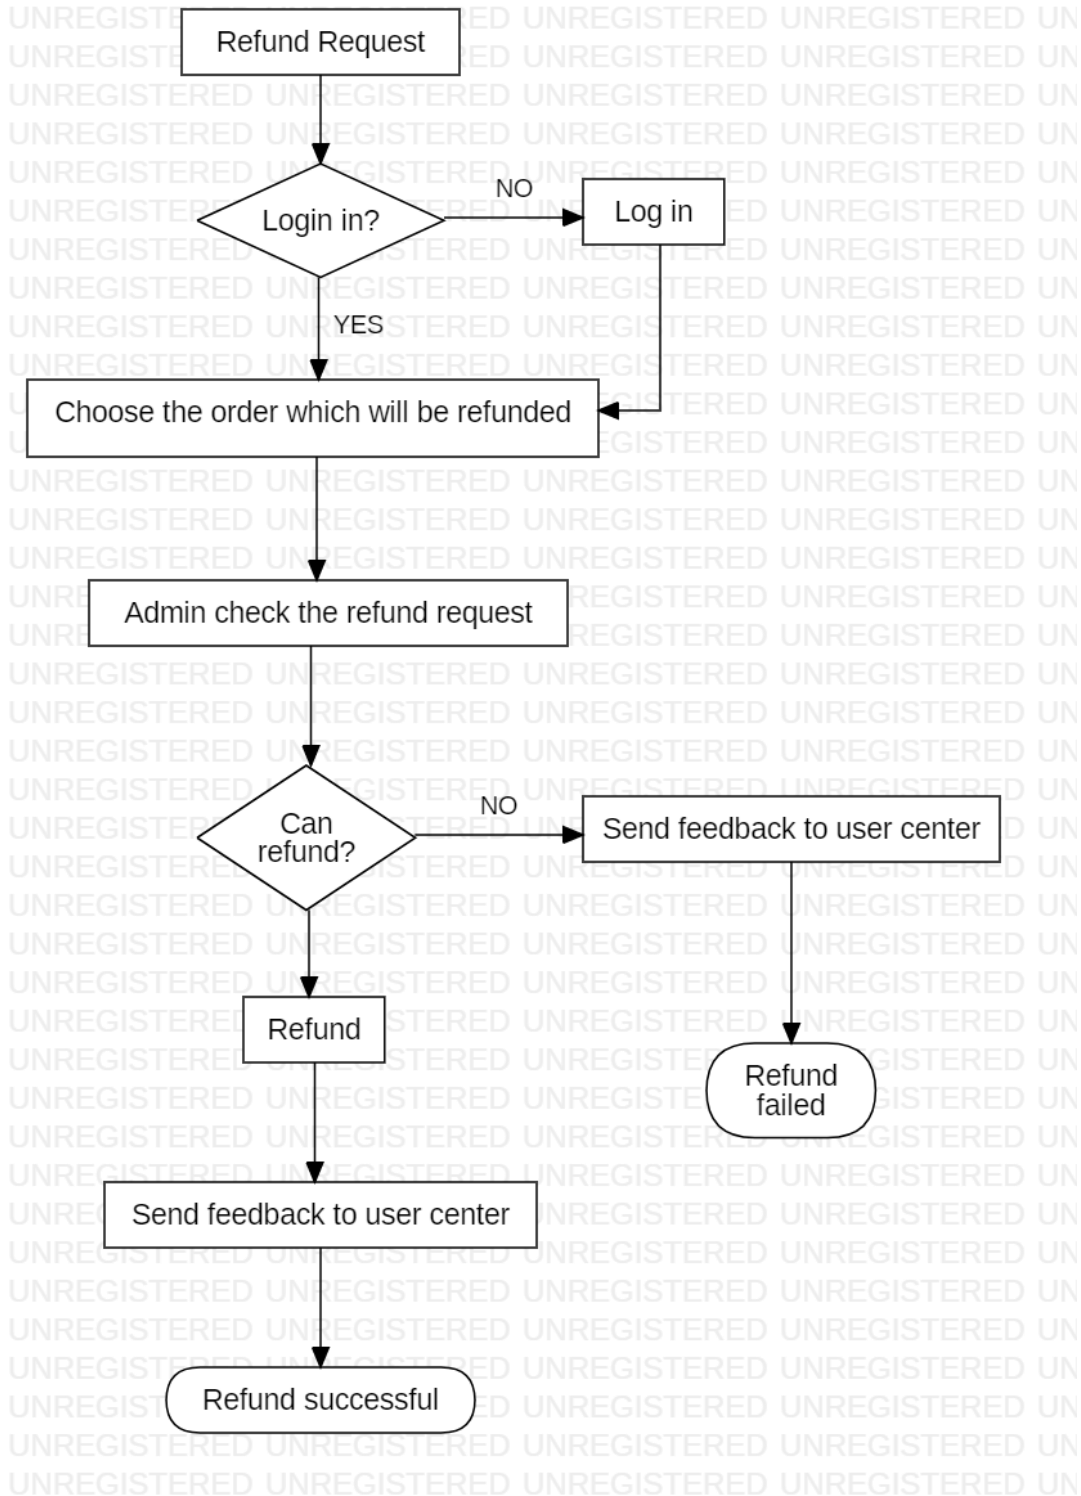 Refund Request
Login in?
NO
Log in
YES
Choose the order which will be refunded
Admin check the refund request
Can
refund?
NO
Send feedback to user center
Refund
Refund
failed
Send feedback to user center
Refund successful
UNREGISTERED